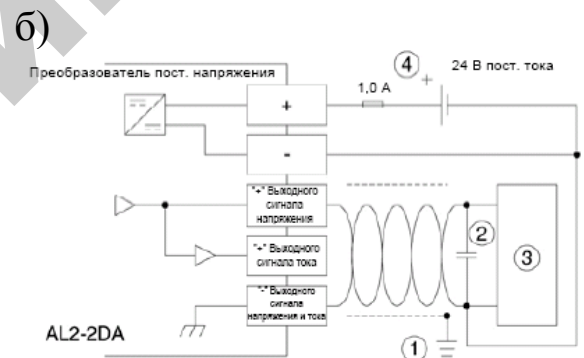 б)
Преобразователь пост. напряжения
4
+
24 В пост. тока
1,0 А
+
-
"+" Выходного
сигнала
напряжения
"+" Выходного
сигнала тока
"-" Выходного
сигнала
напряжения и тока
2
3
AL2-2DA
1